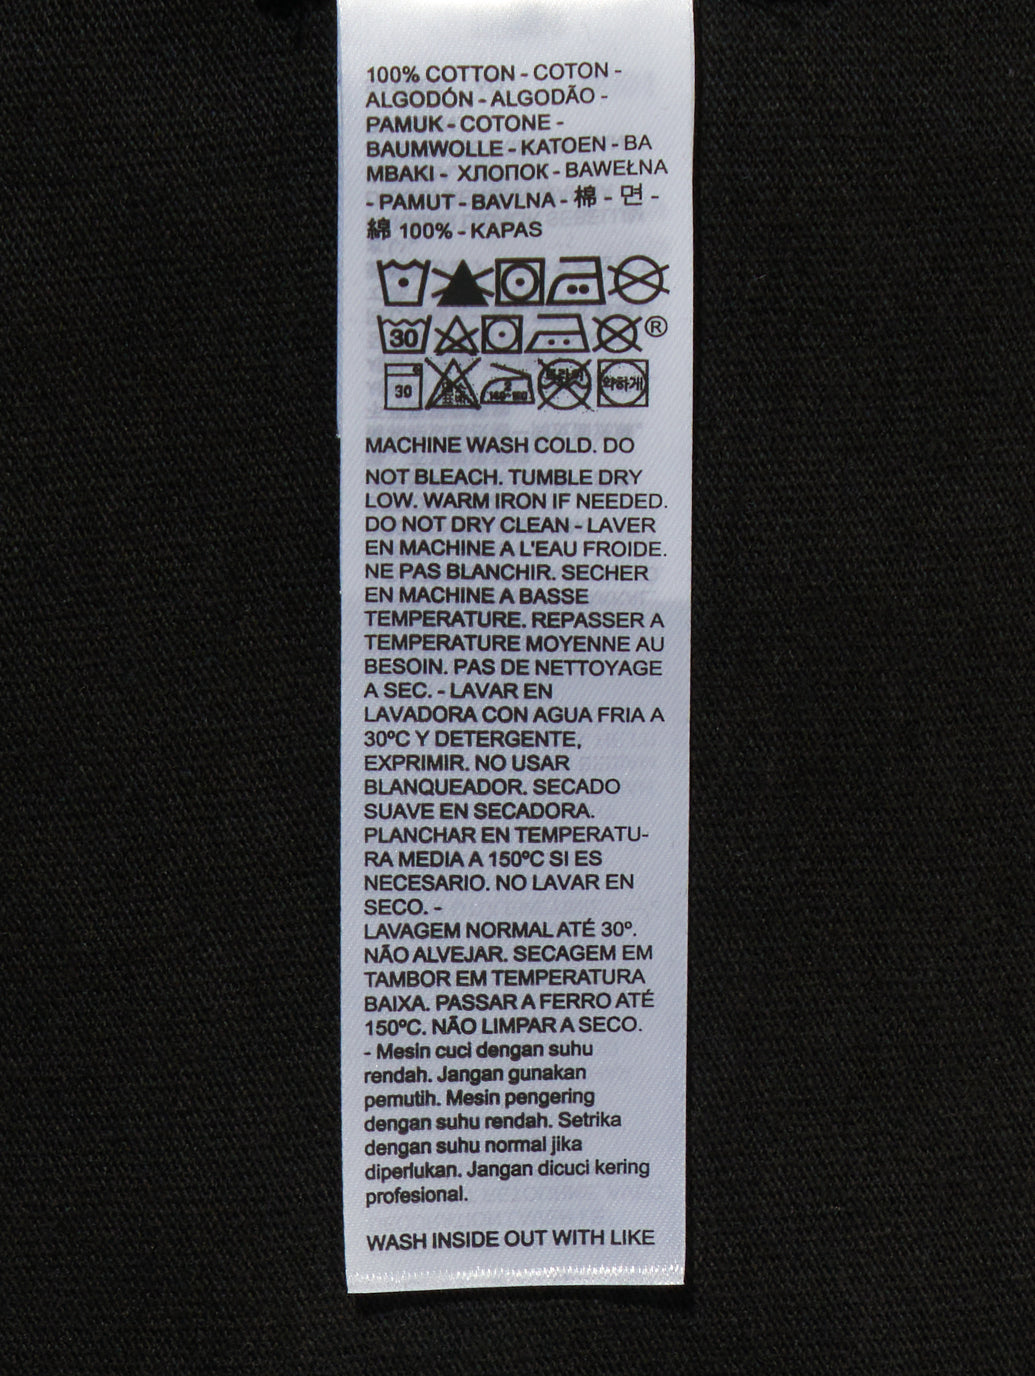 100% COTTON - COTON -
ALGODÓN - ALGODÃO -
PAMUK - COTONE -
BAUMWOLLE - KATOEN - BA
MBAKI - ХЛОПОК - BAWEŁNA
- PAMUT - BAVLNA - 棉 - 면 -
綿 100% - KAPAS
30 ®
30 약하게
MACHINE WASH COLD. DO
NOT BLEACH. TUMBLE DRY
LOW. WARM IRON IF NEEDED.
DO NOT DRY CLEAN - LAVER
EN MACHINE A L'EAU FROIDE.
NE PAS BLANCHIR. SECHER
EN MACHINE A BASSE
TEMPERATURE. REPASSER A
TEMPERATURE MOYENNE AU
BESOIN. PAS DE NETTOYAGE
A SEC. - LAVAR EN
LAVADORA CON AGUA FRIA A
30ºC Y DETERGENTE,
EXPRIMIR. NO USAR
BLANQUEADOR. SECADO
SUAVE EN SECADORA.
PLANCHAR EN TEMPERATU-
RA MEDIA A 150ºC SI ES
NECESARIO. NO LAVAR EN
SECO. -
LAVAGEM NORMAL ATÉ 30º.
NÃO ALVEJAR. SECAGEM EM
TAMBOR EM TEMPERATURA
BAIXA. PASSAR A FERRO ATÉ
150ºC. NÃO LIMPAR A SECO.
- Mesin cuci dengan suhu
rendah. Jangan gunakan
pemutih. Mesin pengering
dengan suhu rendah. Setrika
dengan suhu normal jika
diperlukan. Jangan dicuci kering
profesional.
WASH INSIDE OUT WITH LIKE